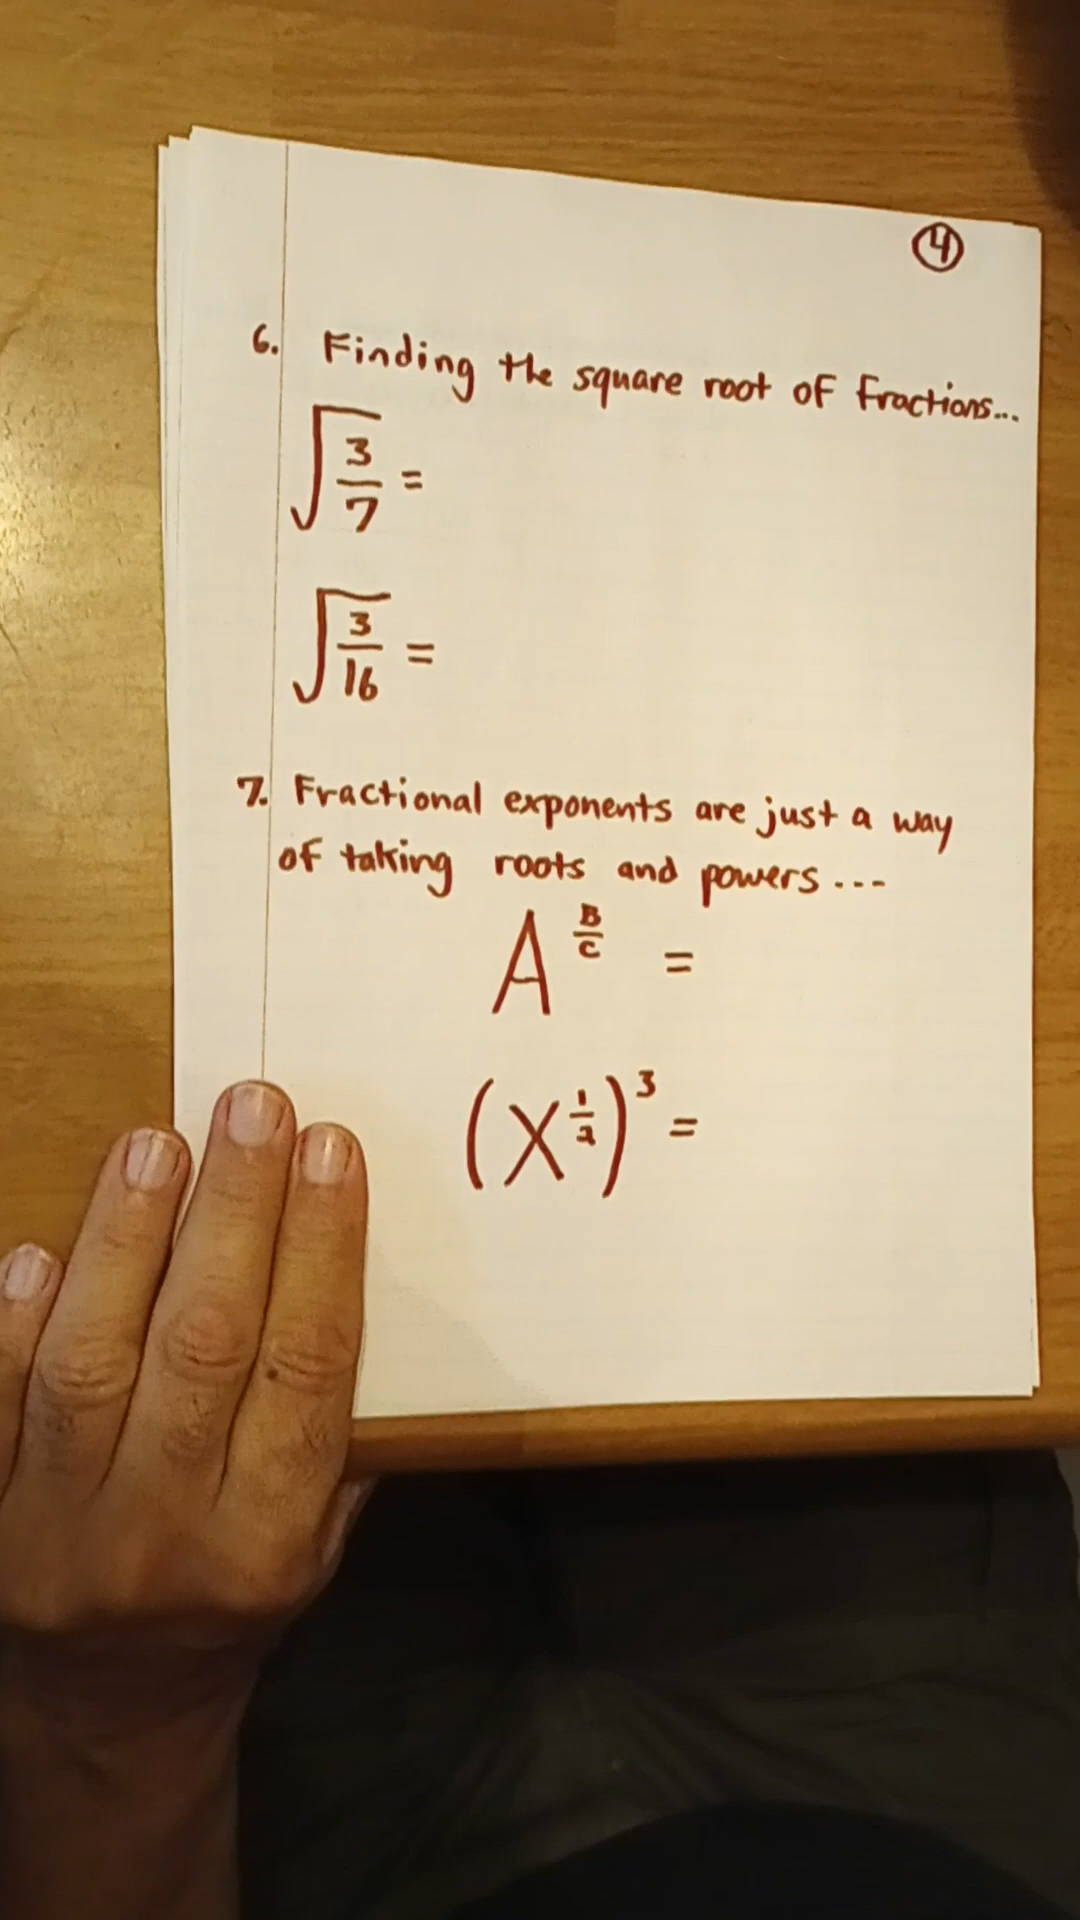 4
6. Finding the square root of fractions...
√3/7 =
√3/16 =
7. Fractional exponents are just a way
of taking roots and powers ...
A^B/C =
(x^1/2)^3 =